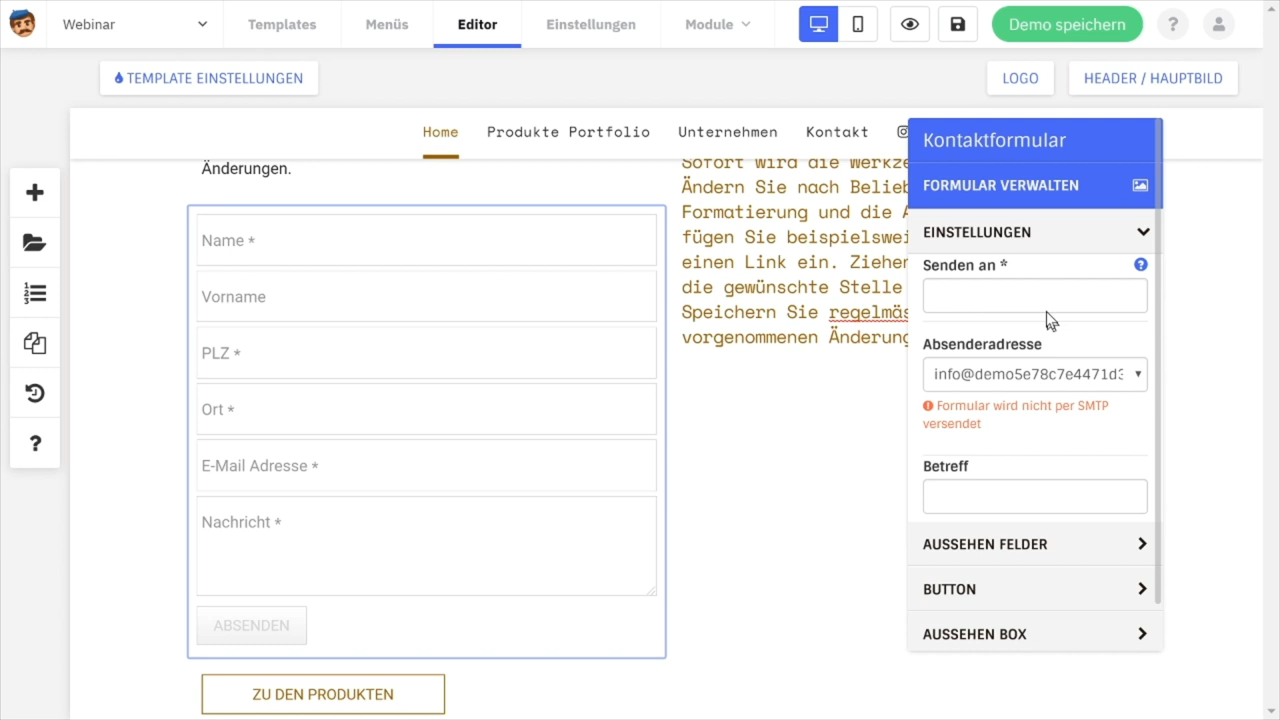 Webinar
Templates
Menüs
Editor
Einstellungen
Module
Demo speichern
?
TEMPLATE EINSTELLUNGEN
LOGO
HEADER / HAUPTBILD
Home
Produkte Portfolio
Unternehmen
Kontakt
Änderungen.
Sofort wird die Werkze
Ändern Sie nach Belieb
Formatierung und die A
fügen Sie beispielswei
einen Link ein. Ziehen
die gewünschte Stelle
Speichern Sie regelmäs
vorgenommenen Änderung
Name *
Vorname
PLZ *
Ort *
E-Mail Adresse *
Nachricht *
ABSENDEN
ZU DEN PRODUKTEN
Kontaktformular
FORMULAR VERWALTEN
EINSTELLUNGEN
Senden an *
?
Absenderadresse
info@demo5e78c7e4471d3
Formular wird nicht per SMTP
versendet
Betreff
AUSSEHEN FELDER
BUTTON
AUSSEHEN BOX
?